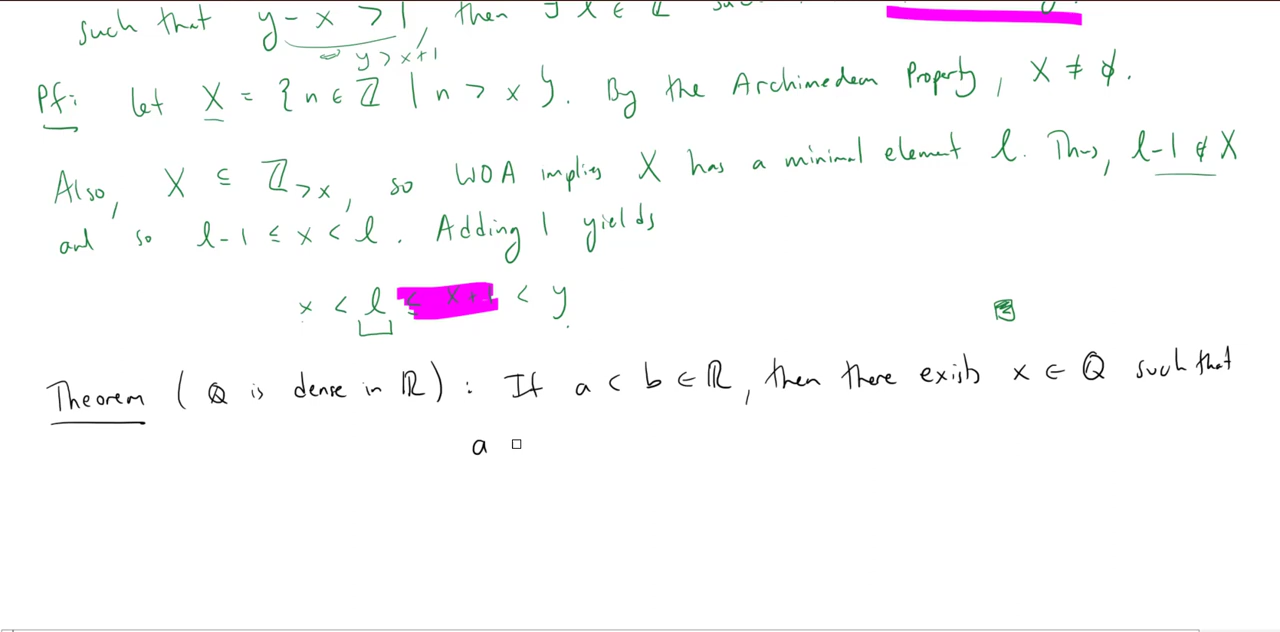 such that y - x > 1, then ∃ l ∈ ℤ
⇔ y > x+1
Pf: let X = {n ∈ ℤ | n > x}. By the Archimedean Property, X ≠ ∅.
Also, X ⊆ ℤ_{>x}, so WOA implies X has a minimal element l. Thus, l-1 ∉ X
and so l-1 ≤ x < l. Adding 1 yields
x < l ≤ x+1 < y
Theorem (ℚ is dense in ℝ): If a < b ∈ ℝ, then there exists x ∈ ℚ such that
a